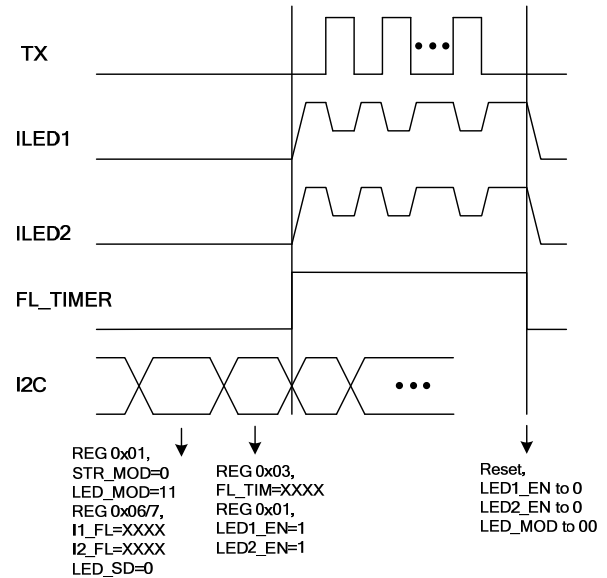 TX
ILED1
ILED2
FL_TIMER
I2C
REG 0x01,
STR_MOD=0
LED_MOD=11
REG 0x06/7,
I1_FL=XXXX
I2_FL=XXXX
LED_SD=0
REG 0x03,
FL_TIM=XXXX
REG 0x01,
LED1_EN=1
LED2_EN=1
Reset,
LED1_EN to 0
LED2_EN to 0
LED_MOD to 00